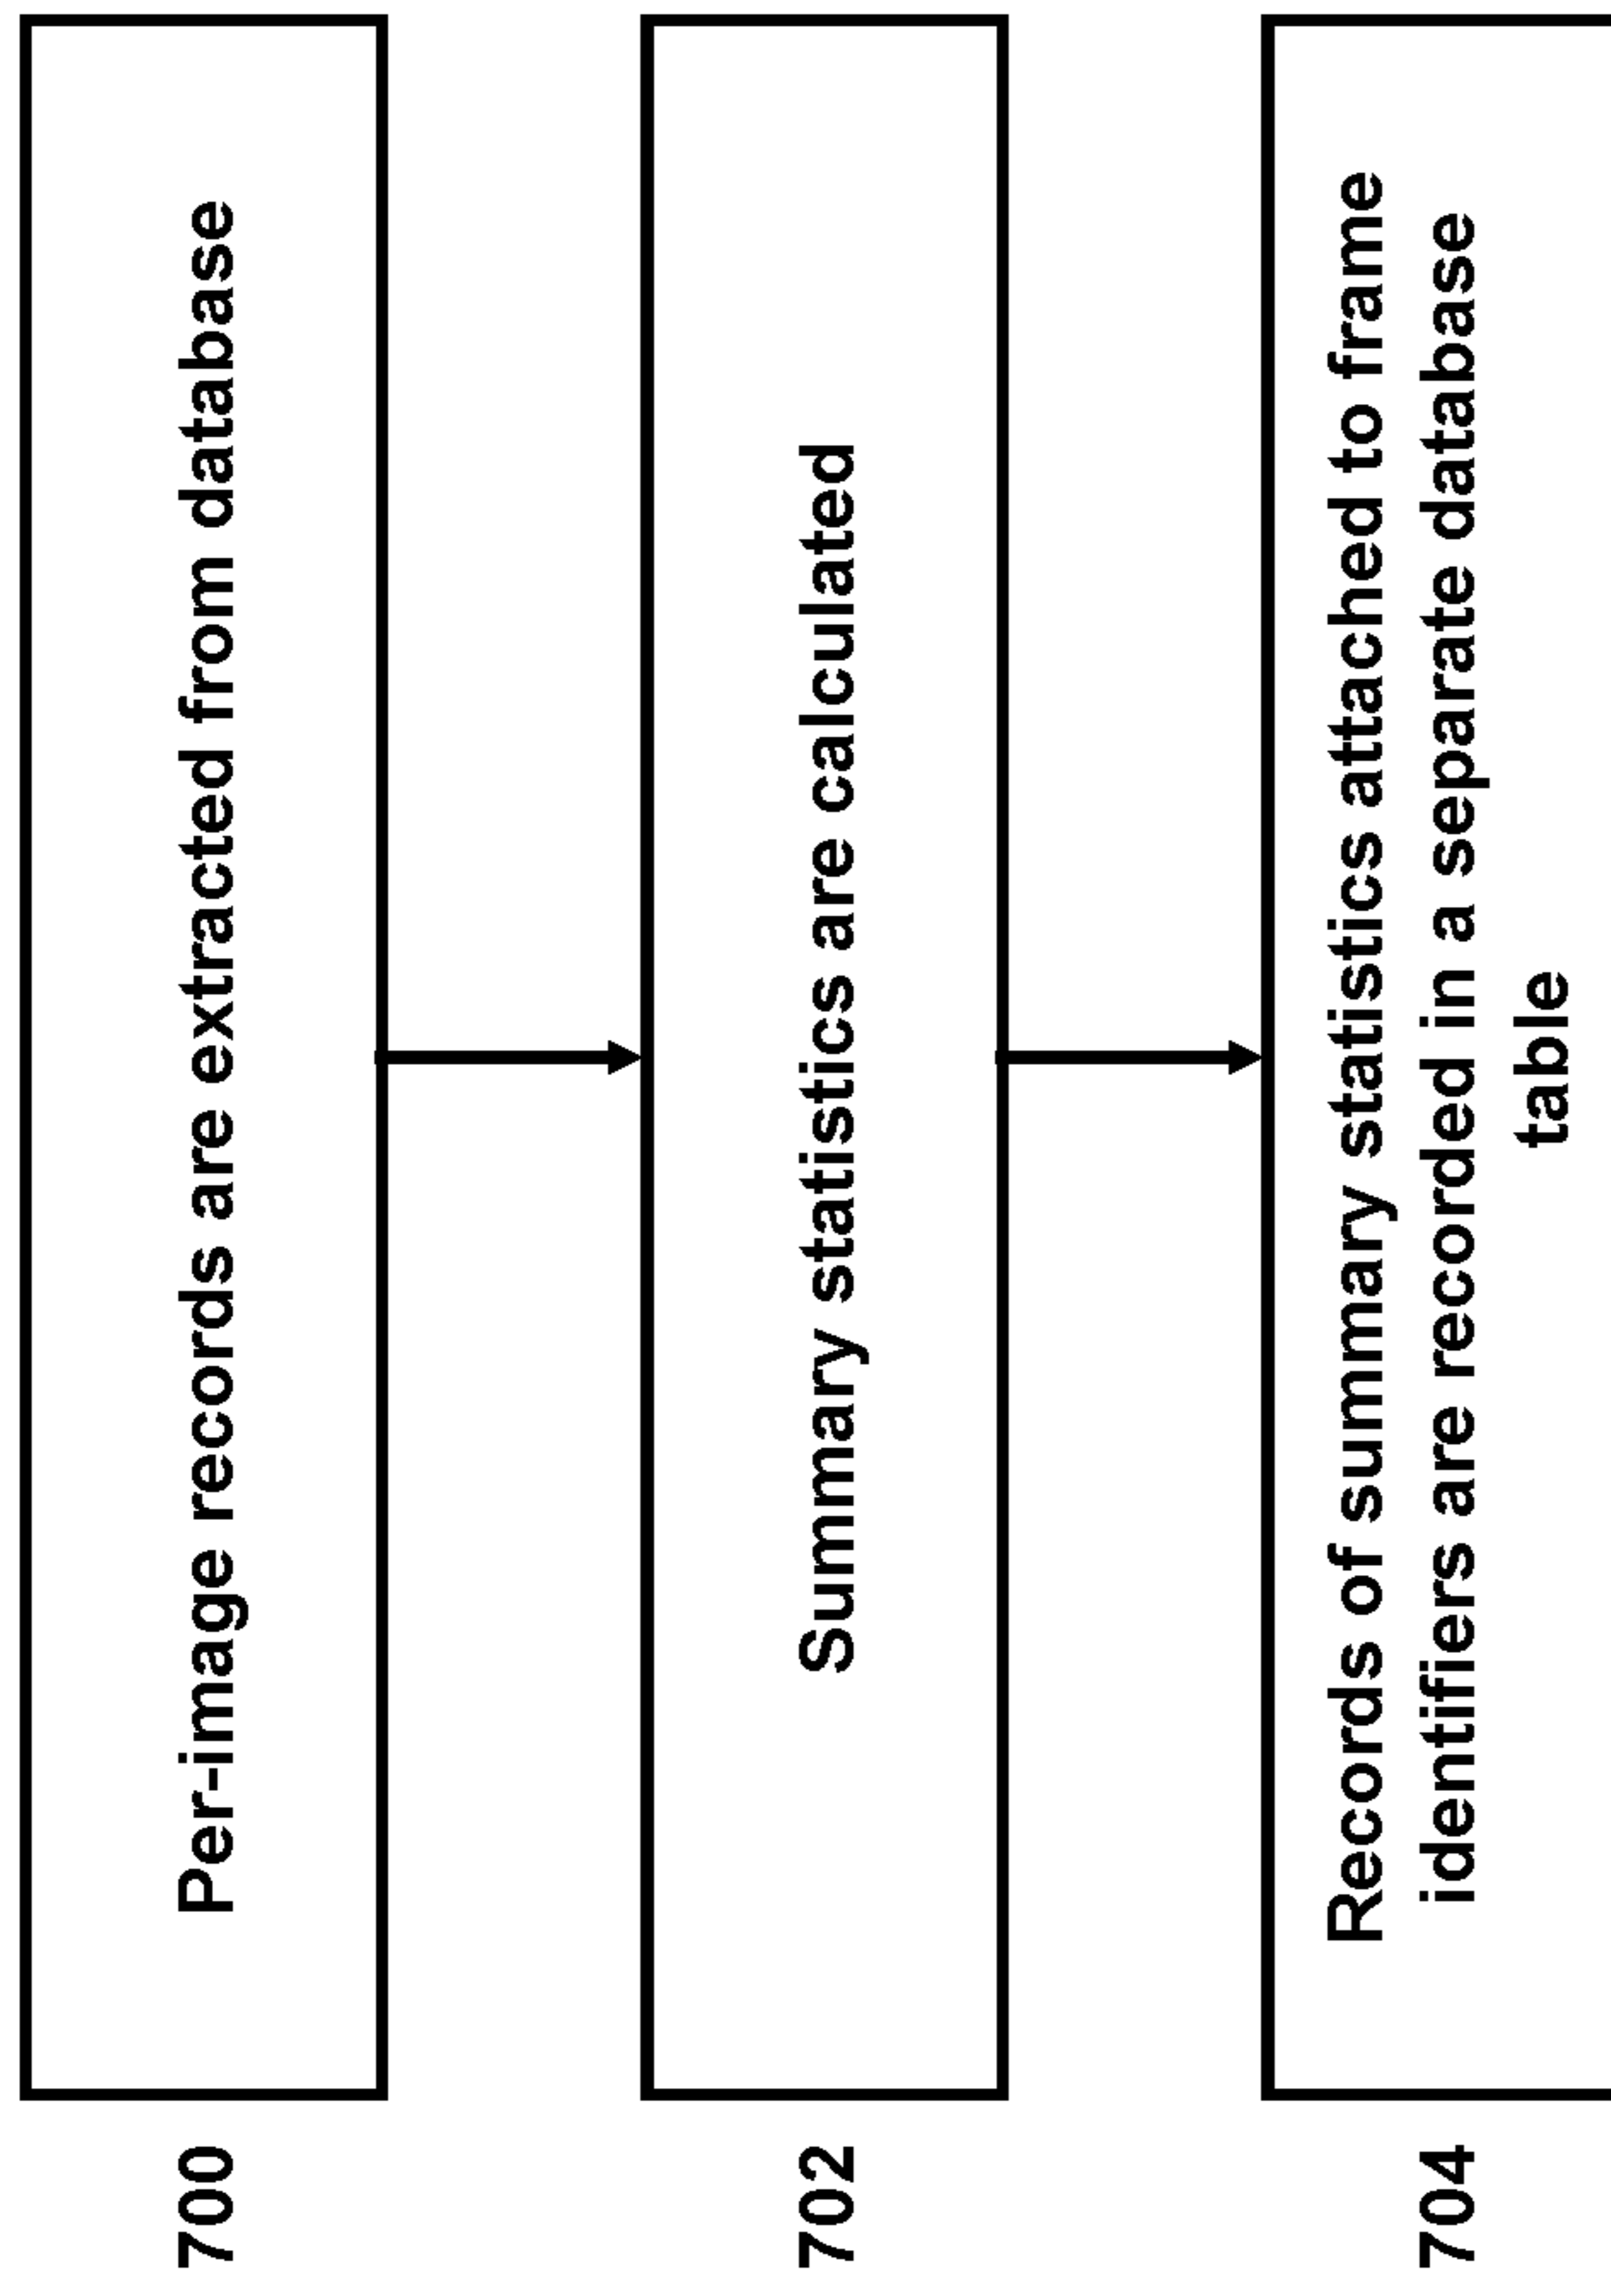 700
Per-image records are extracted from database
702
Summary statistics are calculated
704
Records of summary statistics attached to frame
identifiers are recorded in a separate database
table